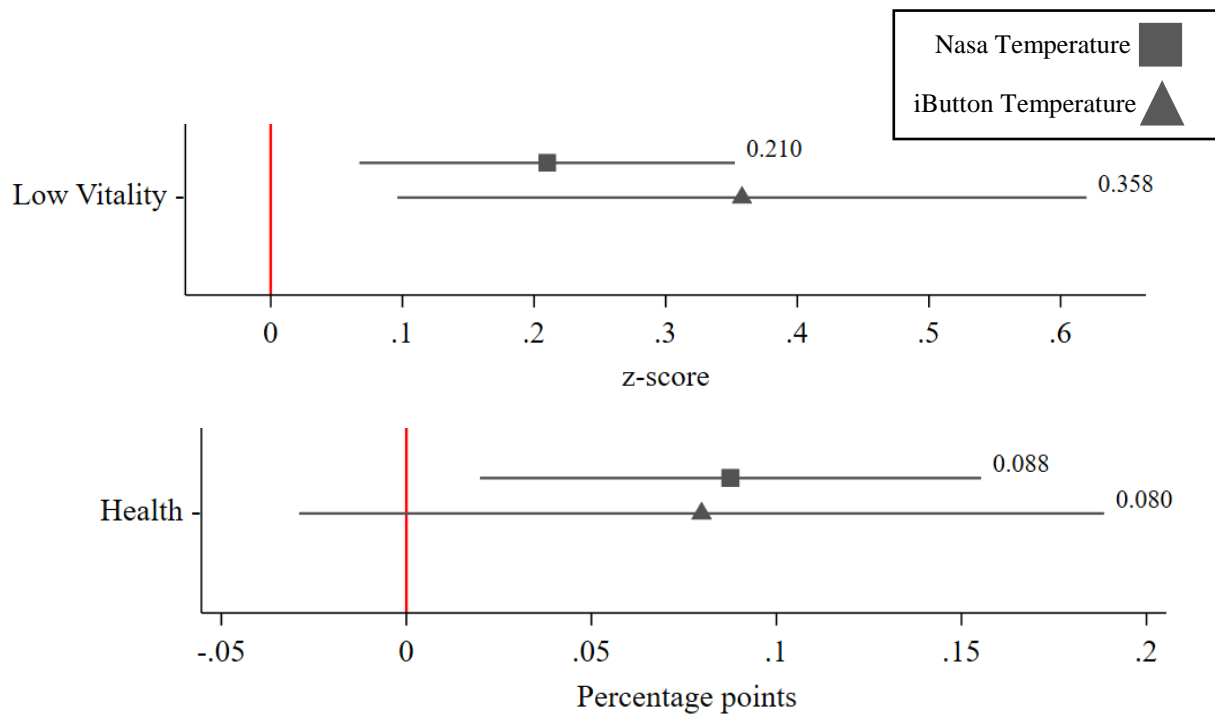 Nasa Temperature
iButton Temperature
0.210
Low Vitality
0.358
0 .1 .2 .3 .4 .5 .6
z-score
0.088
Health
0.080
-.05 0 .05 .1 .15 .2
Percentage points